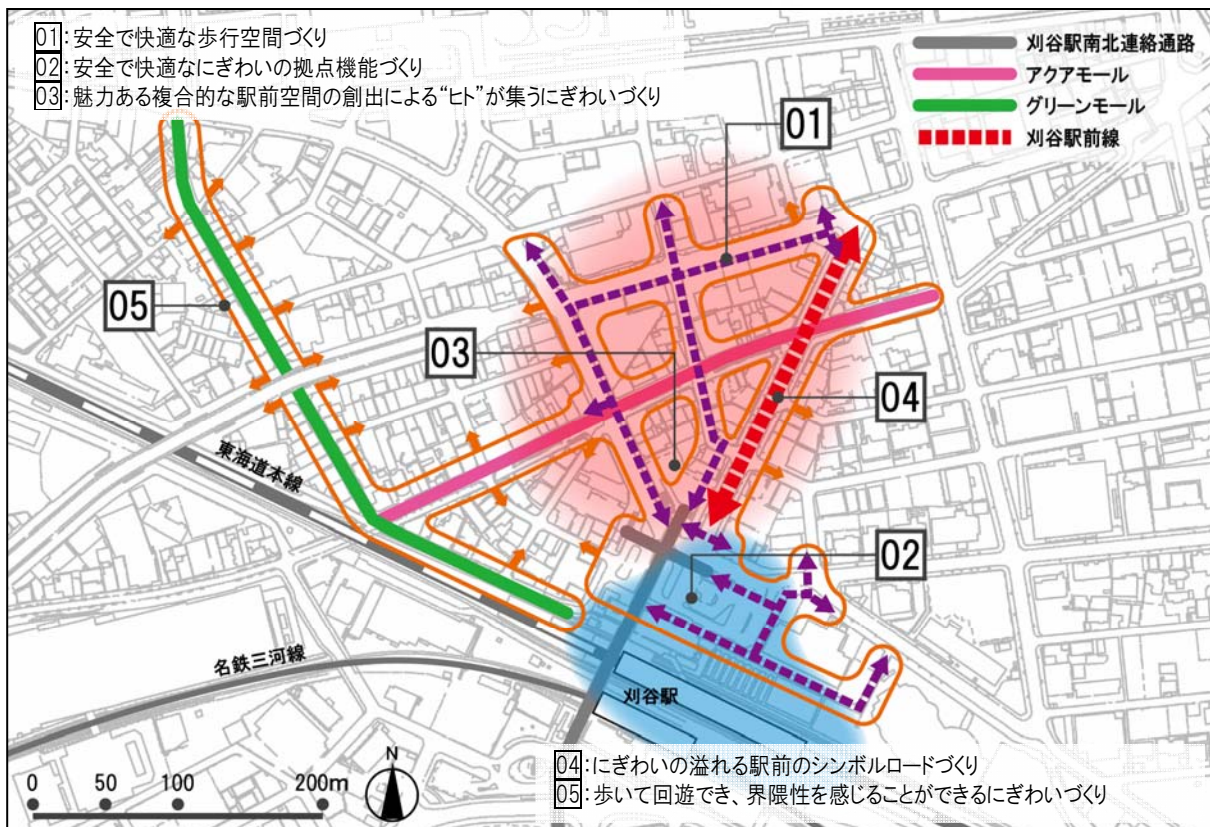 01:安全で快適な歩行空間づくり
02:安全で快適なにぎわいの拠点機能づくり
03:魅力ある複合的な駅前空間の創出による“ヒト”が集うにぎわいづくり
刈谷駅南北連絡通路
アクアモール
グリーンモール
刈谷駅前線
01
05
03
04
東海道本線
02
名鉄三河線
刈谷駅
0 50 100 200m
N
04:にぎわいの溢れる駅前のシンボルロードづくり
05:歩いて回遊でき、界隈性を感じることができるにぎわいづくり